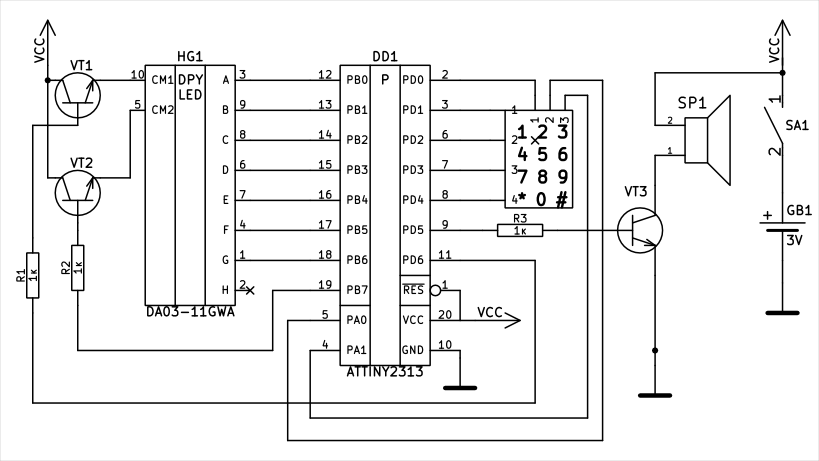 VCC
VT1
HG1
DD1
VCC
10 CM1 DPY A 3
LED
5 CM2 B 9
C 8
D 6
E 7
F 4
G 1
H 2
DA03-11GWA
VT2
R1
1к
R2
1к
P
12 PB0 PD0 2
13 PB1 PD1 3
14 PB2 PD2 6
15 PB3 PD3 7
16 PB4 PD4 8
17 PB5 PD5 9
18 PB6 PD6 11
19 PB7 RES 1
5 PA0 VCC 20
4 PA1 GND 10
ATTINY2313
VCC
1 2 3
1
2
3
4
1 2 3
4 5 6
7 8 9
* 0 #
R3
1к
VT3
SP1
2
1
1
SA1
2
+ GB1
3V